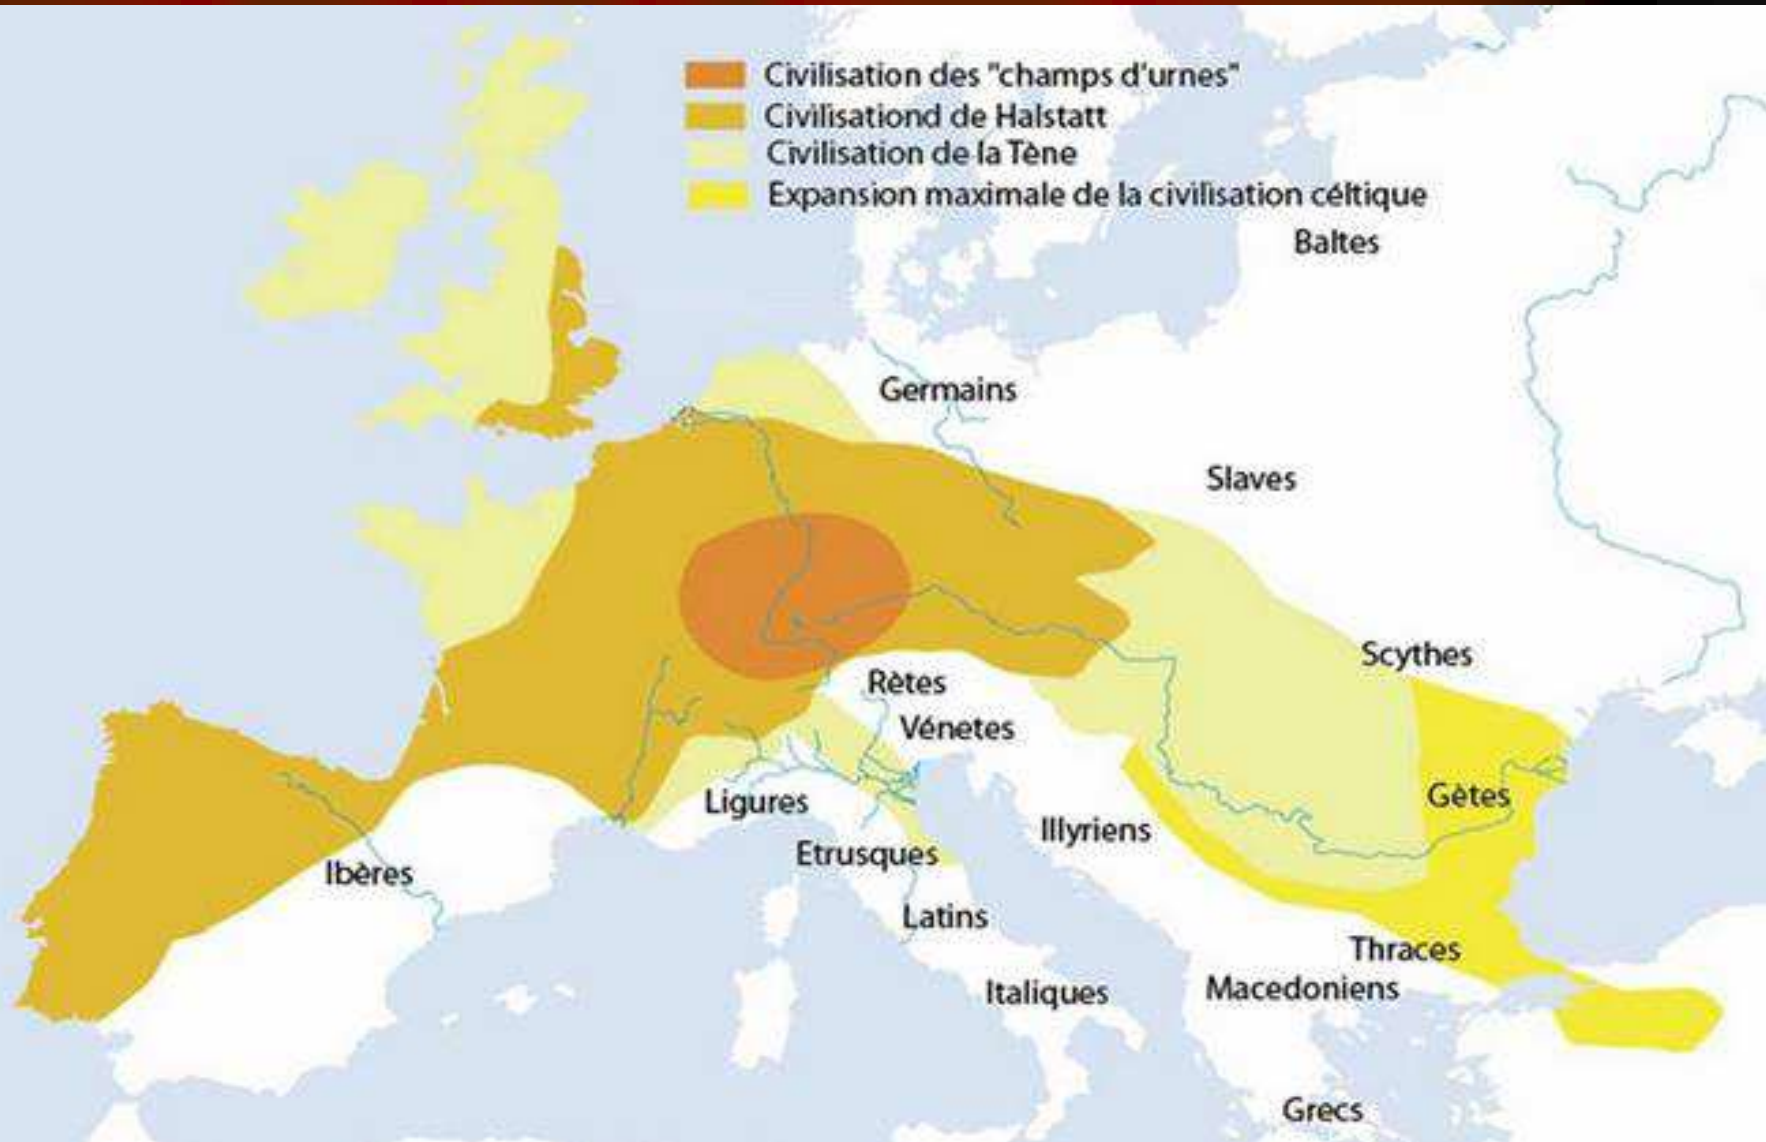 Civilisation des "champs d'urnes"
Civilisationd de Halstatt
Civilisation de la Tène
Expansion maximale de la civilisation céltique
Baltes
Germains
Slaves
Scythes
Rètes
Vénetes
Gètes
Ligures
Illyriens
Etrusques
Ibères
Latins
Thraces
Italiques
Macedoniens
Grecs